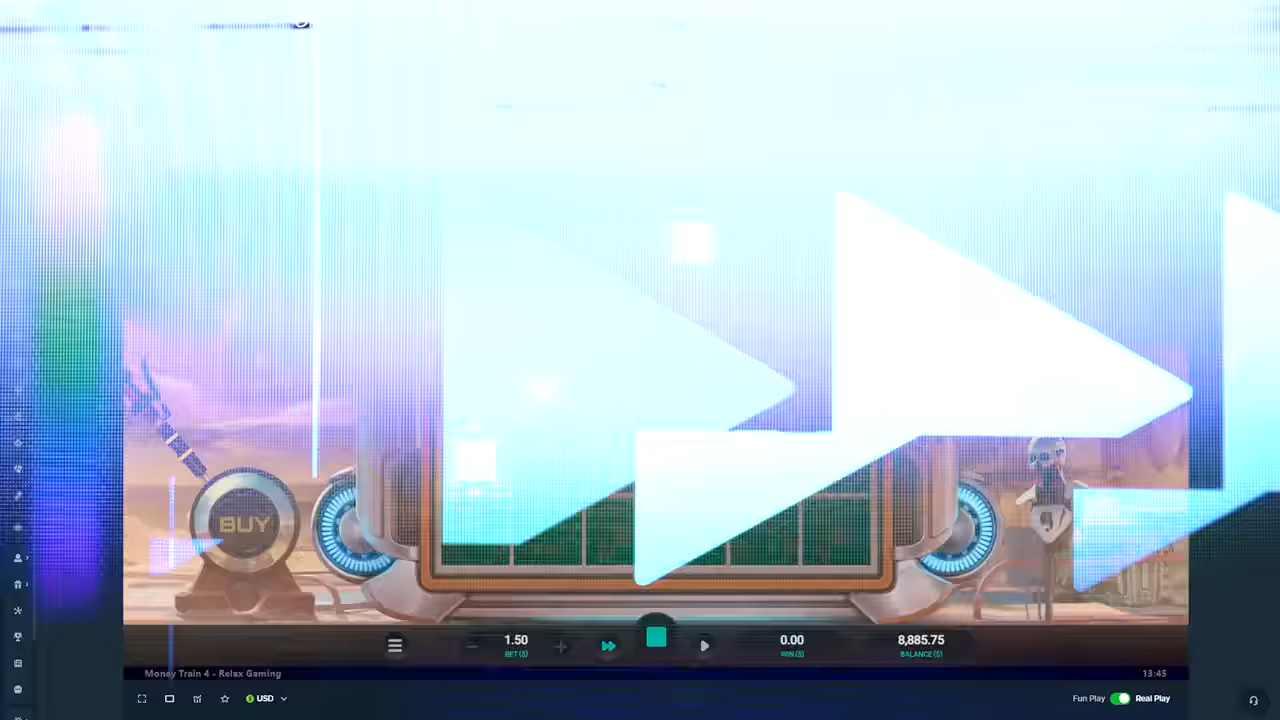 BUY
1.50
BET ($)
0.00
WIN ($)
8,885.75
BALANCE ($)
Money Train 4 - Relax Gaming
13:45
USD
Fun Play
Real Play